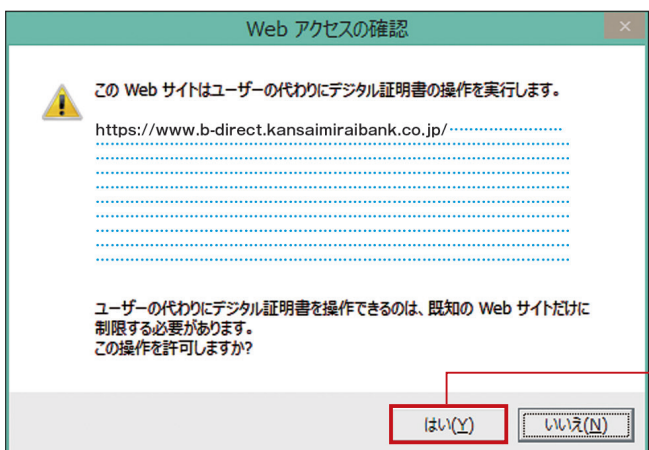 Web アクセスの確認
この Web サイトはユーザーの代わりにデジタル証明書の操作を実行します。
https://www.b-direct.kansaimiraibank.co.jp/
ユーザーの代わりにデジタル証明書を操作できるのは、既知の Web サイトだけに
制限する必要があります。
この操作を許可しますか?
はい(Y) いいえ(N)